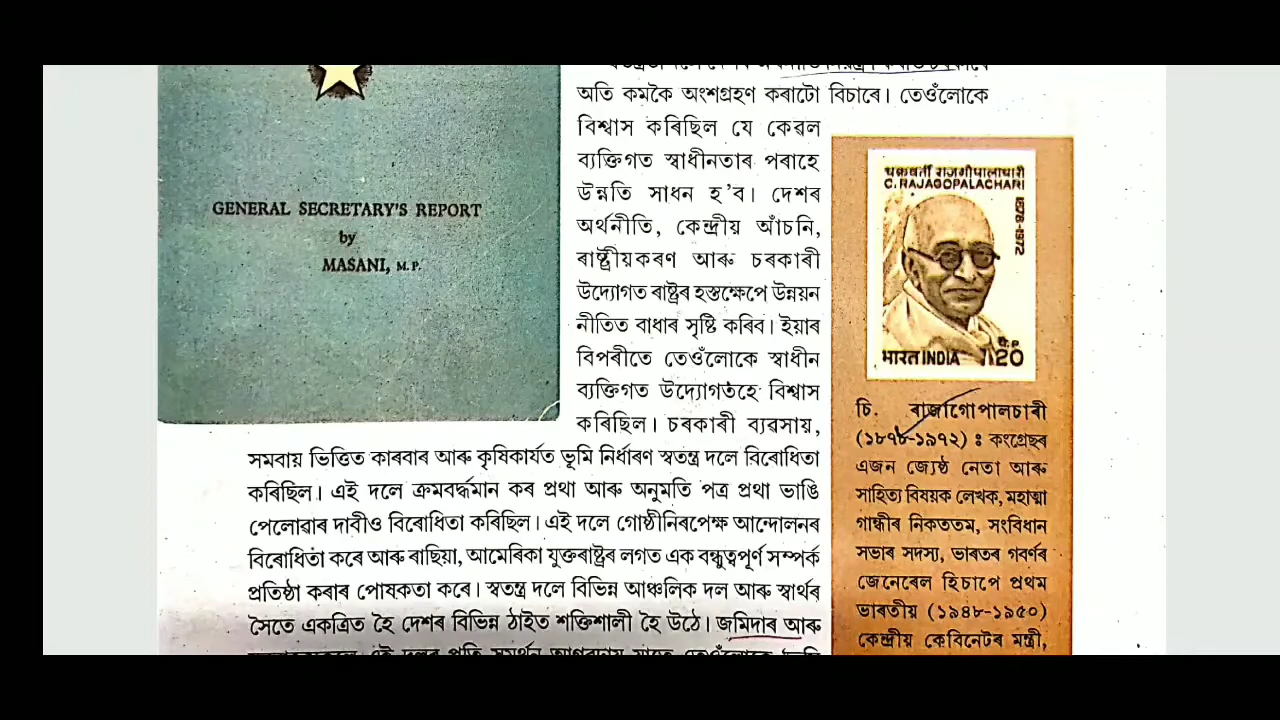 GENERAL SECRETARY'S REPORT
by
MASANI, M.P.
অতি কমকৈ অংশগ্ৰহণ কৰাটো বিচাৰে। তেওঁলোকে
বিশ্বাস কৰিছিল যে কেৱল
ব্যক্তিগত স্বাধীনতাৰ পৰাহে
উন্নতি সাধন হ'ব। দেশৰ
অৰ্থনীতি, কেন্দ্ৰীয় আঁচনি,
ৰাষ্ট্ৰীয়কৰণ আৰু চৰকাৰী
উদ্যোগত ৰাষ্ট্ৰৰ হস্তক্ষেপে উন্নয়ন
নীতিত বাধাৰ সৃষ্টি কৰিব। ইয়াৰ
বিপৰীতে তেওঁলোকে স্বাধীন
ব্যক্তিগত উদ্যোগতহে বিশ্বাস
কৰিছিল। চৰকাৰী ব্যৱসায়,
সমবায় ভিত্তিত কাৰবাৰ আৰু কৃষিকাৰ্যত ভূমি নিৰ্ধাৰণ স্বতন্ত্ৰ দলে বিৰোধিতা
কৰিছিল। এই দলে ক্ৰমবৰ্দ্ধমান কৰ প্ৰথা আৰু অনুমতি পত্ৰ প্ৰথা ভাঙি
পেলোৱাৰ দাবীও বিৰোধিতা কৰিছিল। এই দলে গোষ্ঠীনিৰপেক্ষ আন্দোলনৰ
বিৰোধিতা কৰে আৰু ৰাছিয়া, আমেৰিকা যুক্তৰাষ্ট্ৰৰ লগত এক বন্ধুত্বপূৰ্ণ সম্পৰ্ক
প্ৰতিষ্ঠা কৰাৰ পোষকতা কৰে। স্বতন্ত্ৰ দলে বিভিন্ন আঞ্চলিক দল আৰু স্বাৰ্থৰ
সৈতে একত্ৰিত হৈ দেশৰ বিভিন্ন ঠাইত শক্তিশালী হৈ উঠে। জমিদাৰ আৰু
चक्रवर्ती राजगोपालाचारी
C. RAJAGOPALACHARI
1878-1972
भारत INDIA 120
চি. ৰাজাগোপালচাৰী
(১৮৭৮-১৯৭২) ঃ কংগ্ৰেছৰ
এজন জ্যেষ্ঠ নেতা আৰু
সাহিত্য বিষয়ক লেখক, মহাত্মা
গান্ধীৰ নিকততম, সংবিধান
সভাৰ সদস্য, ভাৰতৰ গবৰ্ণৰ
জেনেৰেল হিচাপে প্ৰথম
ভাৰতীয় (১৯৪৮-১৯৫০)
কেন্দ্ৰীয় কেবিনেটৰ মন্ত্ৰী,